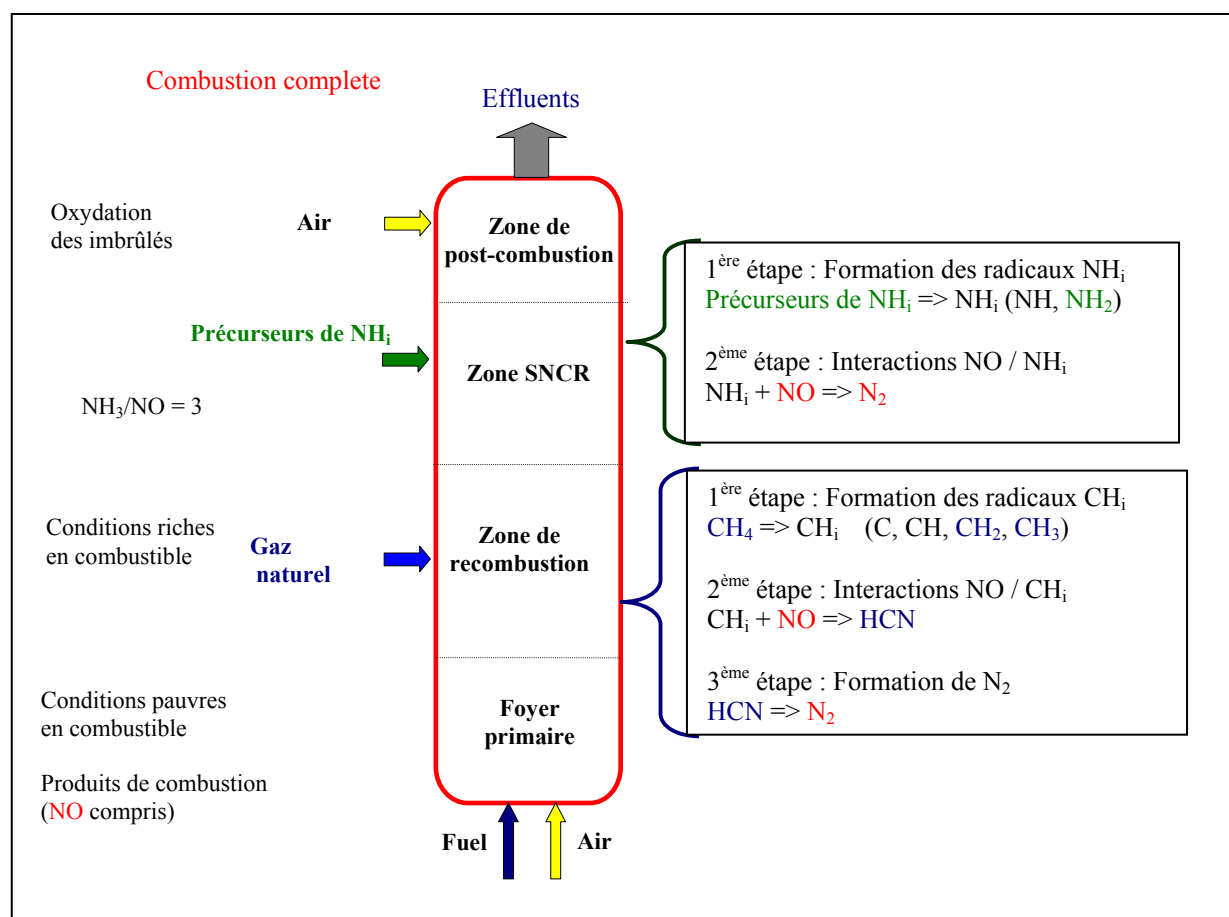 Combustion complete
Effluents
Oxydation
des imbrûlés
Air
Zone de
post-combustion
1ère étape : Formation des radicaux NHi
Précurseurs de NHi => NHi (NH, NH2)
2ème étape : Interactions NO / NHi
NHi + NO => N2
Précurseurs de NHi
Zone SNCR
NH3/NO = 3
1ère étape : Formation des radicaux CHi
CH4 => CHi (C, CH, CH2, CH3)
2ème étape : Interactions NO / CHi
CHi + NO => HCN
3ème étape : Formation de N2
HCN => N2
Conditions riches
en combustible
Gaz
naturel
Zone de
recombustion
Conditions pauvres
en combustible
Foyer
primaire
Produits de combustion
(NO compris)
Fuel
Air